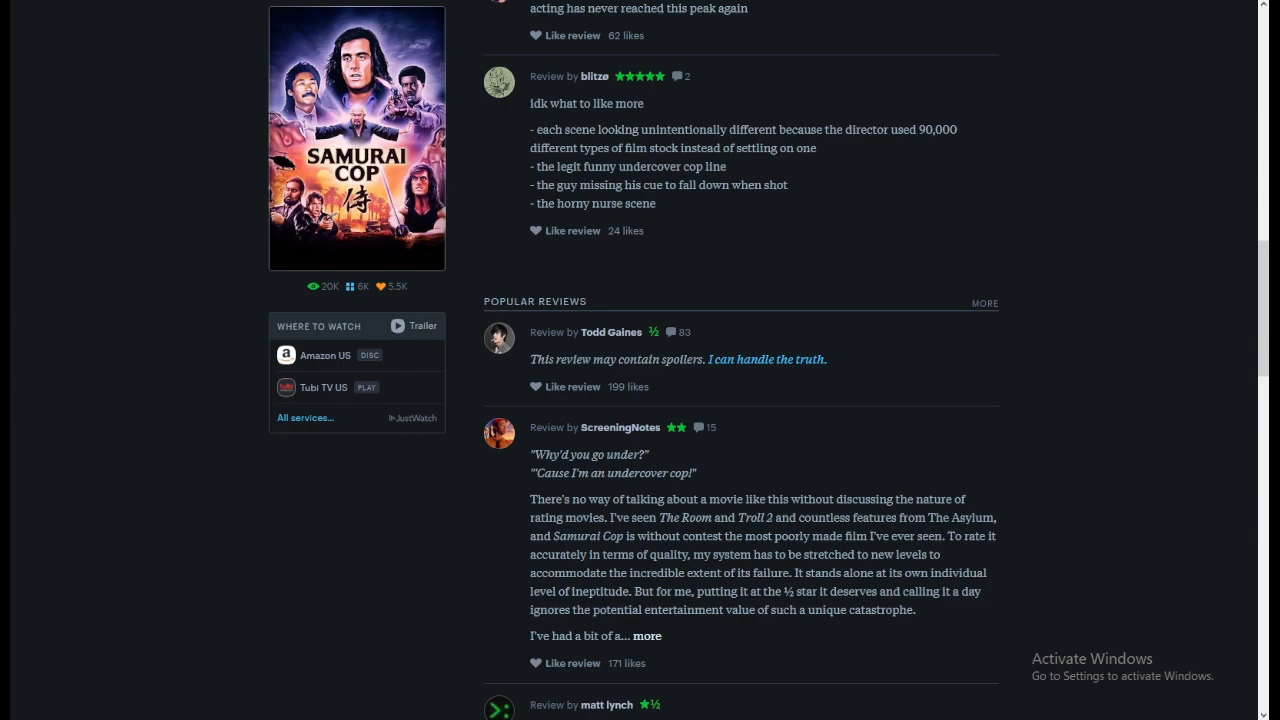 SAMURAI
COP
侍
20K 6K 5.5K
WHERE TO WATCH Trailer
Amazon US DISC
Tubi TV US PLAY
All services... JustWatch
acting has never reached this peak again
Like review 62 likes
Review by blitzø ★★★★★ 2
Idk what to like more
- each scene looking unintentionally different because the director used 90,000
different types of film stock instead of settling on one
- the legit funny undercover cop line
- the guy missing his cue to fall down when shot
- the horny nurse scene
Like review 24 likes
POPULAR REVIEWS MORE
Review by Todd Gaines ½ 83
This review may contain spoilers. I can handle the truth.
Like review 199 likes
Review by ScreeningNotes ★★ 15
"Why'd you go under?"
"'Cause I'm an undercover cop!"
There's no way of talking about a movie like this without discussing the nature of
rating movies. I've seen The Room and Troll 2 and countless features from The Asylum,
and Samurai Cop is without contest the most poorly made film I've ever seen. To rate it
accurately in terms of quality, my system has to be stretched to new levels to
accommodate the incredible extent of its failure. It stands alone at its own individual
level of ineptitude. But for me, putting it at the ½ star it deserves and calling it a day
ignores the potential entertainment value of such a unique catastrophe.
I've had a bit of a... more
Like review 171 likes
Review by matt lynch ★½
Activate Windows
Go to Settings to activate Windows.